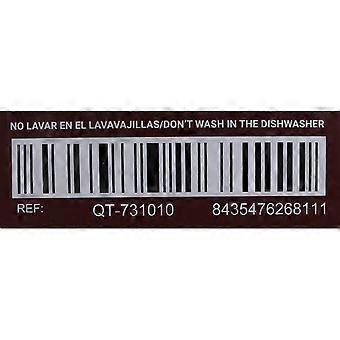 NO LAVAR EN EL LAVAVAJILLAS/DON'T WASH IN THE DISHWASHER
REF: QT-731010 8435476268111